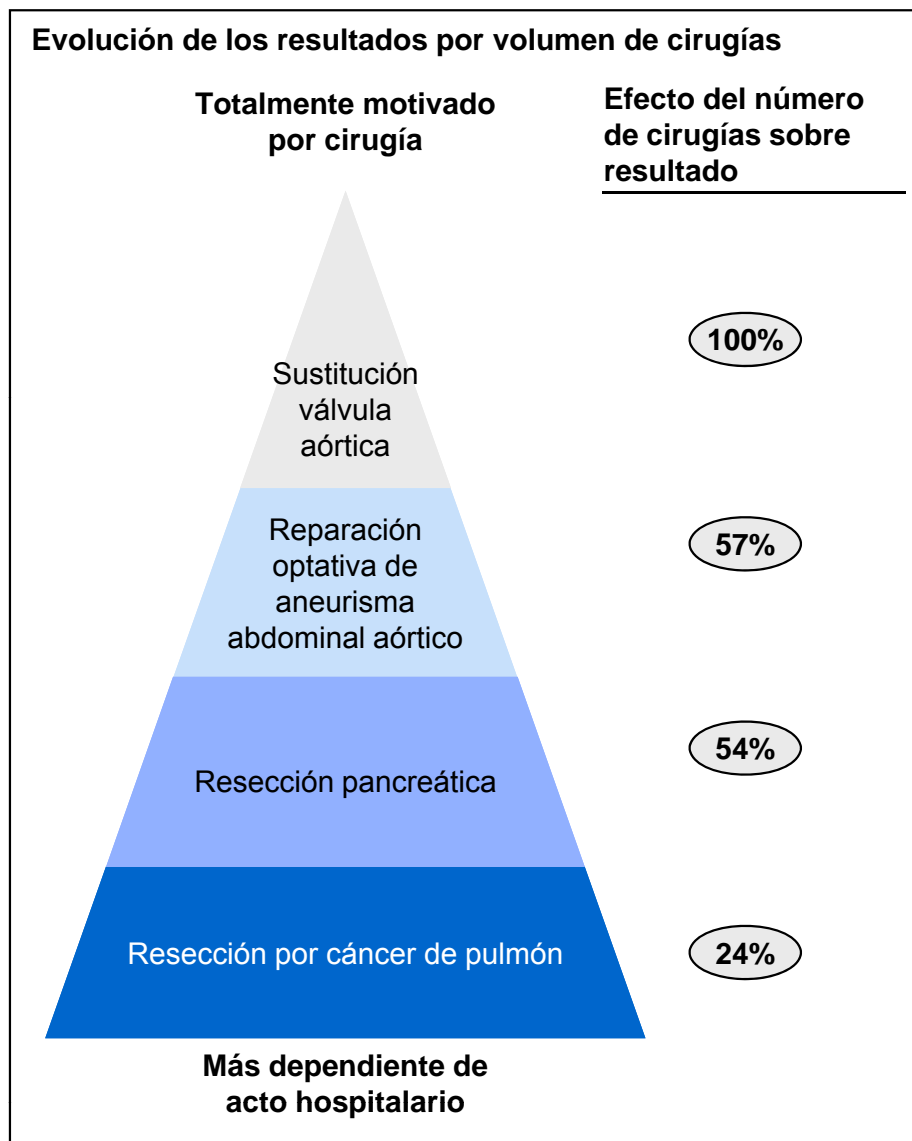 Evolución de los resultados por volumen de cirugías
Totalmente motivado
por cirugía
Efecto del número
de cirugías sobre
resultado
Sustitución
válvula
aórtica
100%
Reparación
optativa de
aneurisma
abdominal aórtico
57%
Resección pancreática
54%
Resección por cáncer de pulmón
24%
Más dependiente de
acto hospitalario